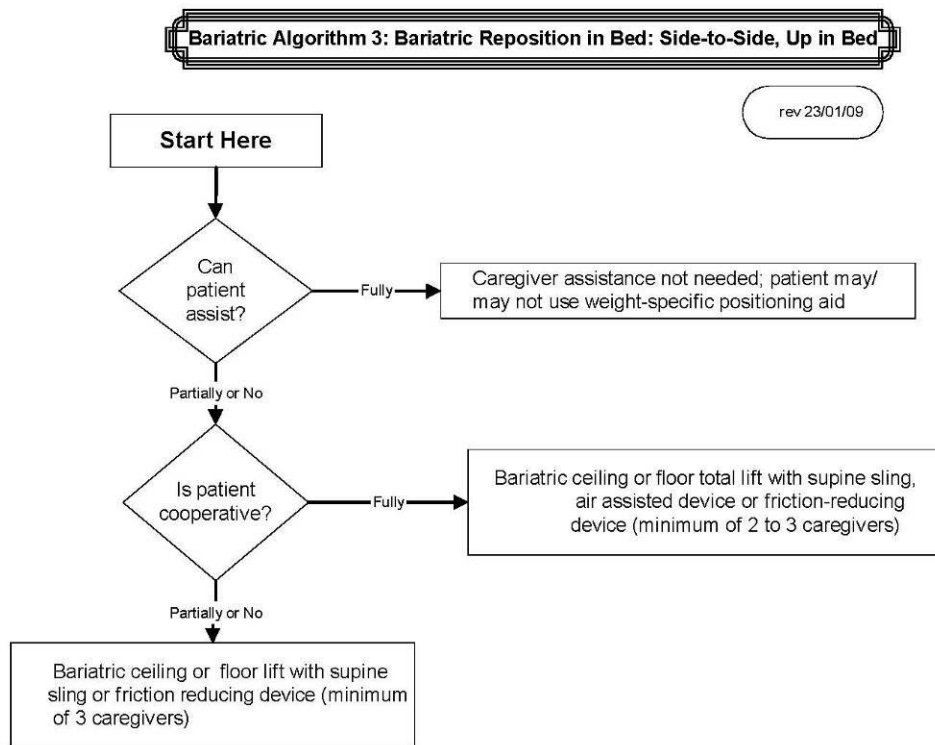 Bariatric Algorithm 3: Bariatric Reposition in Bed: Side-to-Side, Up in Bed
rev 23/01/09
Start Here
Can
patient
assist?
Fully
Caregiver assistance not needed; patient may/
may not use weight-specific positioning aid
Partially or No
Is patient
cooperative?
Fully
Bariatric ceiling or floor total lift with supine sling,
air assisted device or friction-reducing
device (minimum of 2 to 3 caregivers)
Partially or No
Bariatric ceiling or floor lift with supine
sling or friction reducing device (minimum
of 3 caregivers)